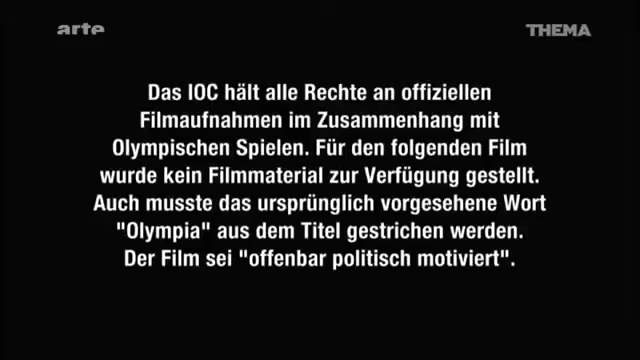 arte
THEMA
Das IOC hält alle Rechte an offiziellen
Filmaufnahmen im Zusammenhang mit
Olympischen Spielen. Für den folgenden Film
wurde kein Filmmaterial zur Verfügung gestellt.
Auch musste das ursprünglich vorgesehene Wort
"Olympia" aus dem Titel gestrichen werden.
Der Film sei "offenbar politisch motiviert".